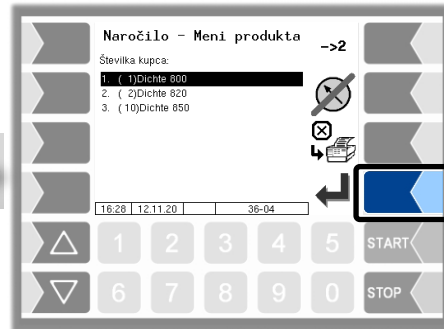 Naročilo - Meni produkta
->2
Številka kupca:
1. ( 1)Dichte 800
2. ( 2)Dichte 820
3. ( 10)Dichte 850
16:28 12.11.20 36-04
1 2 3 4 5 START
6 7 8 9 0 STOP